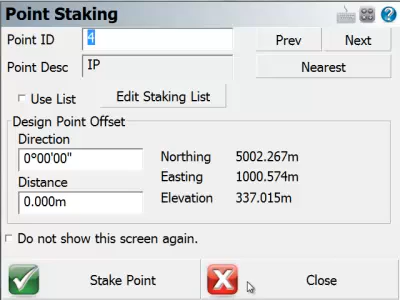 Point Staking
Point ID 4 Prev Next
Point Desc IP Nearest
Use List Edit Staking List
Design Point Offset
Direction
0°00'00" Northing 5002.267m
Easting 1000.574m
Distance
0.000m Elevation 337.015m
Do not show this screen again.
Stake Point Close